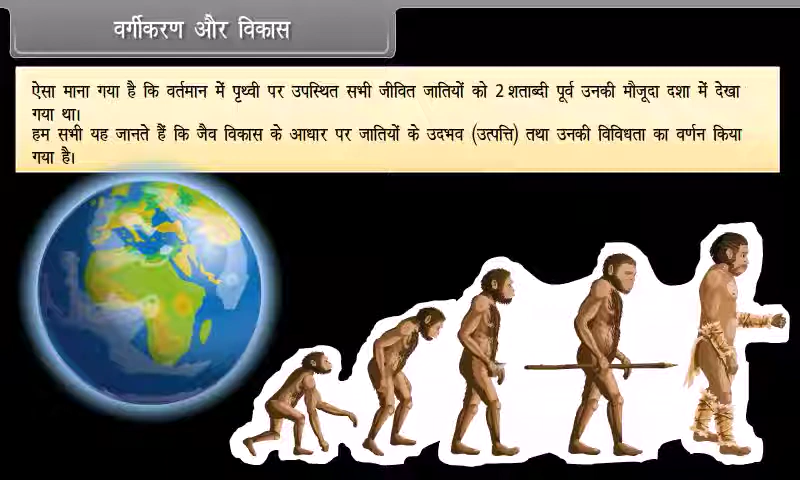 वर्गीकरण और विकास
ऐसा माना गया है कि वर्तमान में पृथ्वी पर उपस्थित सभी जीवित जातियों को 2 शताब्दी पूर्व उनकी मौजूदा दशा में देखा
गया था।
हम सभी यह जानते हैं कि जैव विकास के आधार पर जातियों के उदभव (उत्पत्ति) तथा उनकी विविधता का वर्णन किया
गया है।